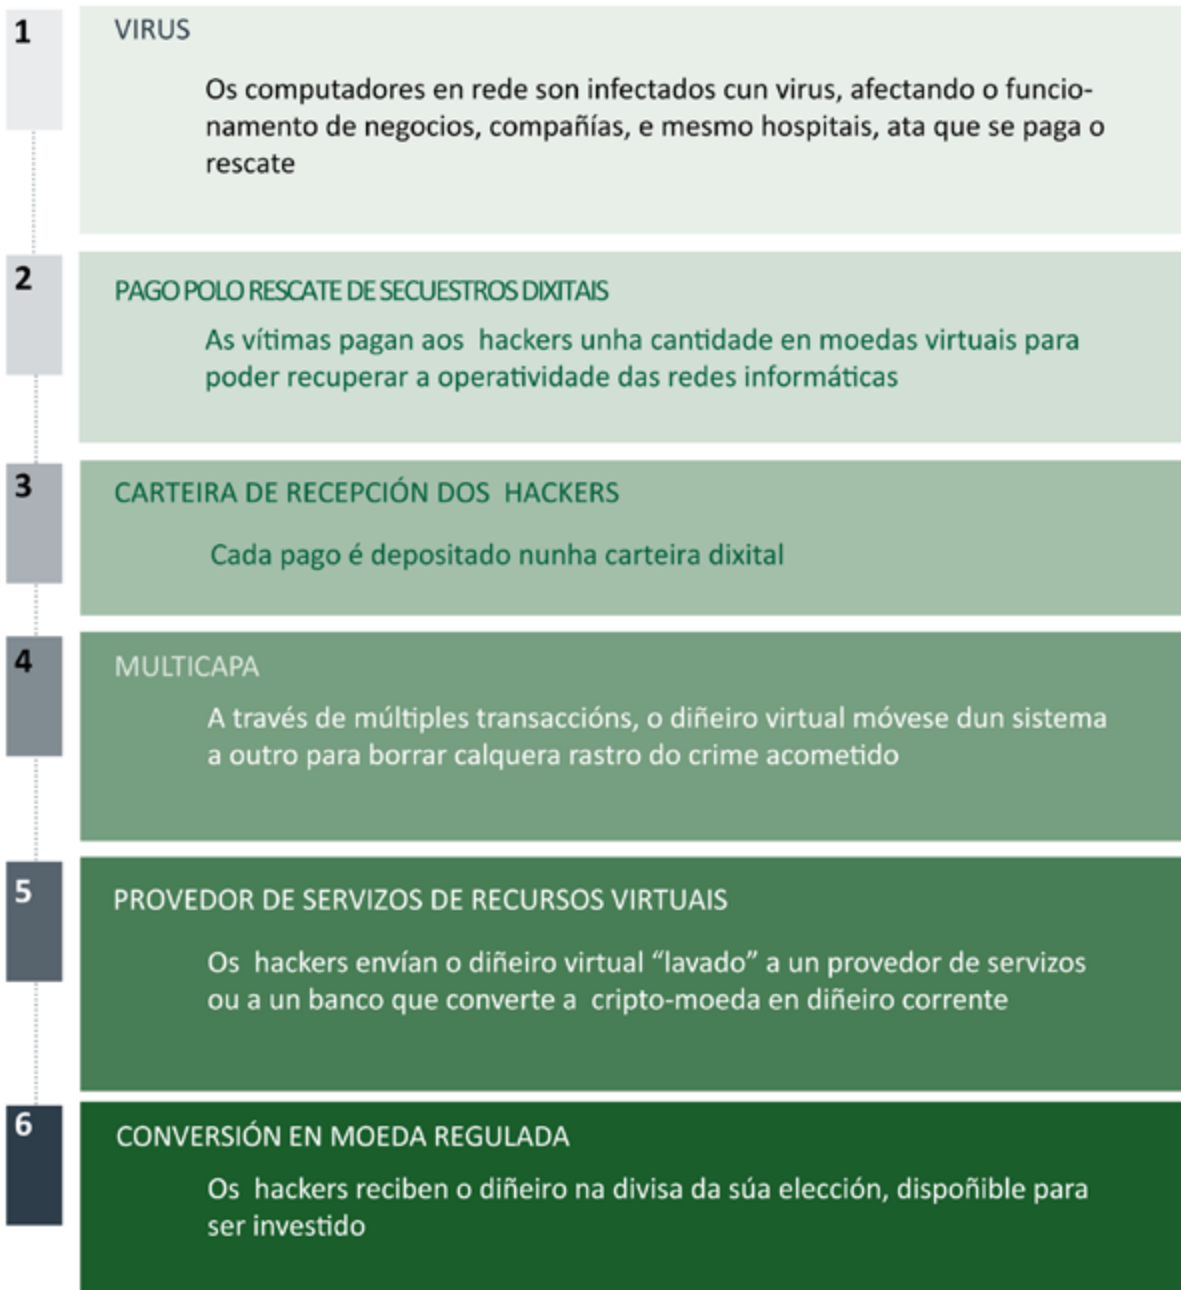 1
VIRUS
Os computadores en rede son infectados cun virus, afectando o funcio-
namento de negocios, compañías, e mesmo hospitais, ata que se paga o
rescate
2
PAGO POLO RESCATE DE SECUESTROS DIXITAIS
As vítimas pagan aos hackers unha cantidade en moedas virtuais para
poder recuperar a operatividade das redes informáticas
3
CARTEIRA DE RECEPCIÓN DOS HACKERS
Cada pago é depositado nunha carteira dixital
4
MULTICAPA
A través de múltiples transaccións, o diñeiro virtual móvese dun sistema
a outro para borrar calquera rastro do crime acometido
5
PROVEDOR DE SERVIZOS DE RECURSOS VIRTUAIS
Os hackers envían o diñeiro virtual “lavado” a un provedor de servizos
ou a un banco que converte a cripto-moeda en diñeiro corrente
6
CONVERSIÓN EN MOEDA REGULADA
Os hackers reciben o diñeiro na divisa da súa elección, dispoñible para
ser investido